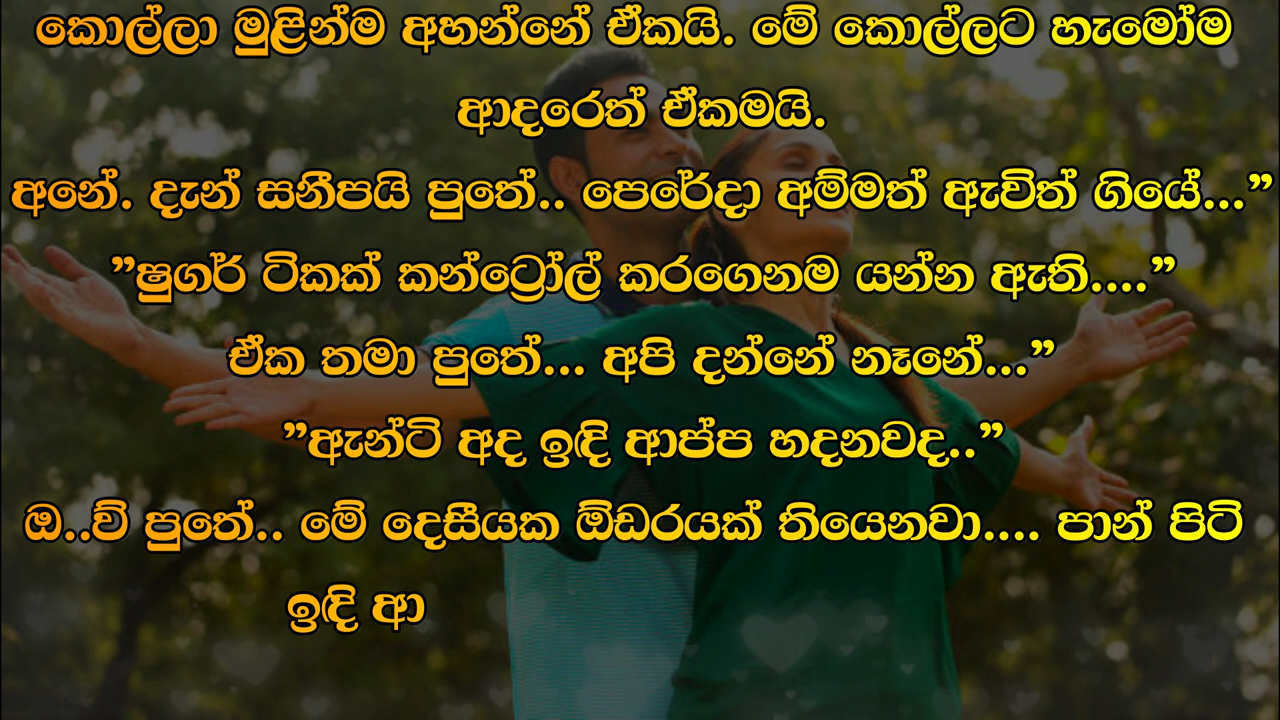 කොල්ලා මුළින්ම අහන්නේ ඒකයි. මේ කොල්ලට හැමෝම
ආදරෙත් ඒකමයි.
අනේ. දැන් සනීපයි පුතේ.. පෙරේදා අම්මත් ඇවිත් ගියේ...”
”ෂුගර් ටිකක් කන්ට්‍රෝල් කරගෙනම යන්න ඇති....”
ඒක තමා පුතේ... අපි දන්නේ නෑනේ...”
”ඇන්ටි අද ඉඳි ආප්ප හදනවද..”
ඔ..ව් පුතේ.. මේ දෙසීයක ඕඩරයක් තියෙනවා.... පාන් පිටි
ඉඳි ආ